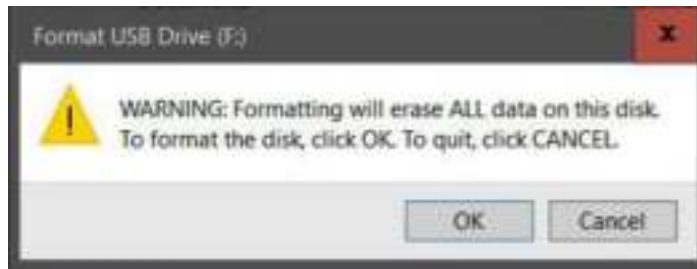 Format USB Drive (F:)
WARNING: Formatting will erase ALL data on this disk.
To format the disk, click OK. To quit, click CANCEL.
OK
Cancel